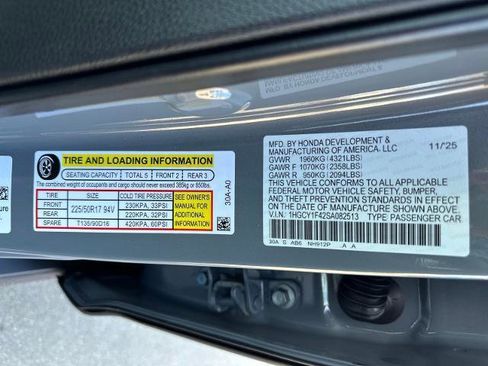 TIRE AND LOADING INFORMATION
SEATING CAPACITY TOTAL 5 FRONT 2 REAR 3
The combined weight of occupants and cargo should never exceed 385kg or 850lbs.
TIRE SIZE COLD TIRE PRESSURE
FRONT 225/50R17 94V 230KPA, 33PSI
REAR 220KPA, 32PSI
SPARE T135/90D16 420KPA, 60PSI
SEE OWNER'S
MANUAL FOR
ADDITIONAL
INFORMATION
30A-A0
MFD. BY HONDA DEVELOPMENT &
MANUFACTURING OF AMERICA, LLC 11/25
GVWR 1960KG (4321LBS)
GAWR F 1070KG (2358LBS)
GAWR R 950KG (2094LBS)
THIS VEHICLE CONFORMS TO ALL APPLICABLE
FEDERAL MOTOR VEHICLE SAFETY, BUMPER,
AND THEFT PREVENTION STANDARDS IN
EFFECT ON THE DATE OF MANUFACTURE
SHOWN ABOVE.
V.I.N.: 1HGCY1F42SA082513
TYPE: PASSENGER CAR
30A S AB6 NH912P A A